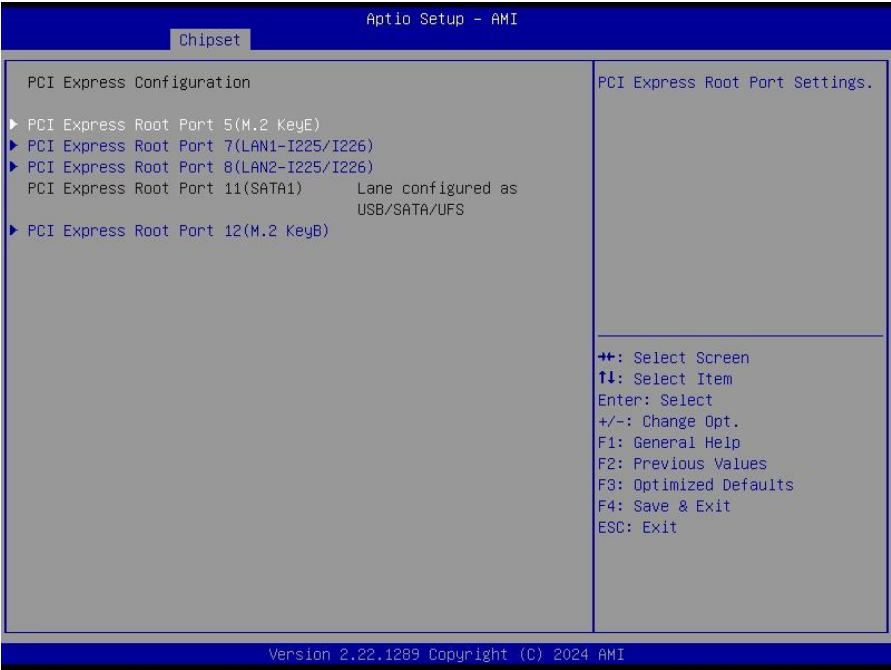 Aptio Setup - AMI
Chipset
PCI Express Configuration
PCI Express Root Port 5(M.2 KeyE)
PCI Express Root Port 7(LAN1-I225/I226)
PCI Express Root Port 8(LAN2-I225/I226)
PCI Express Root Port 11(SATA1) Lane configured as
USB/SATA/UFS
PCI Express Root Port 12(M.2 KeyB)
PCI Express Root Port Settings.
→←: Select Screen
↑↓: Select Item
Enter: Select
+/-: Change Opt.
F1: General Help
F2: Previous Values
F3: Optimized Defaults
F4: Save & Exit
ESC: Exit
Version 2.22.1289 Copyright (C) 2024 AMI